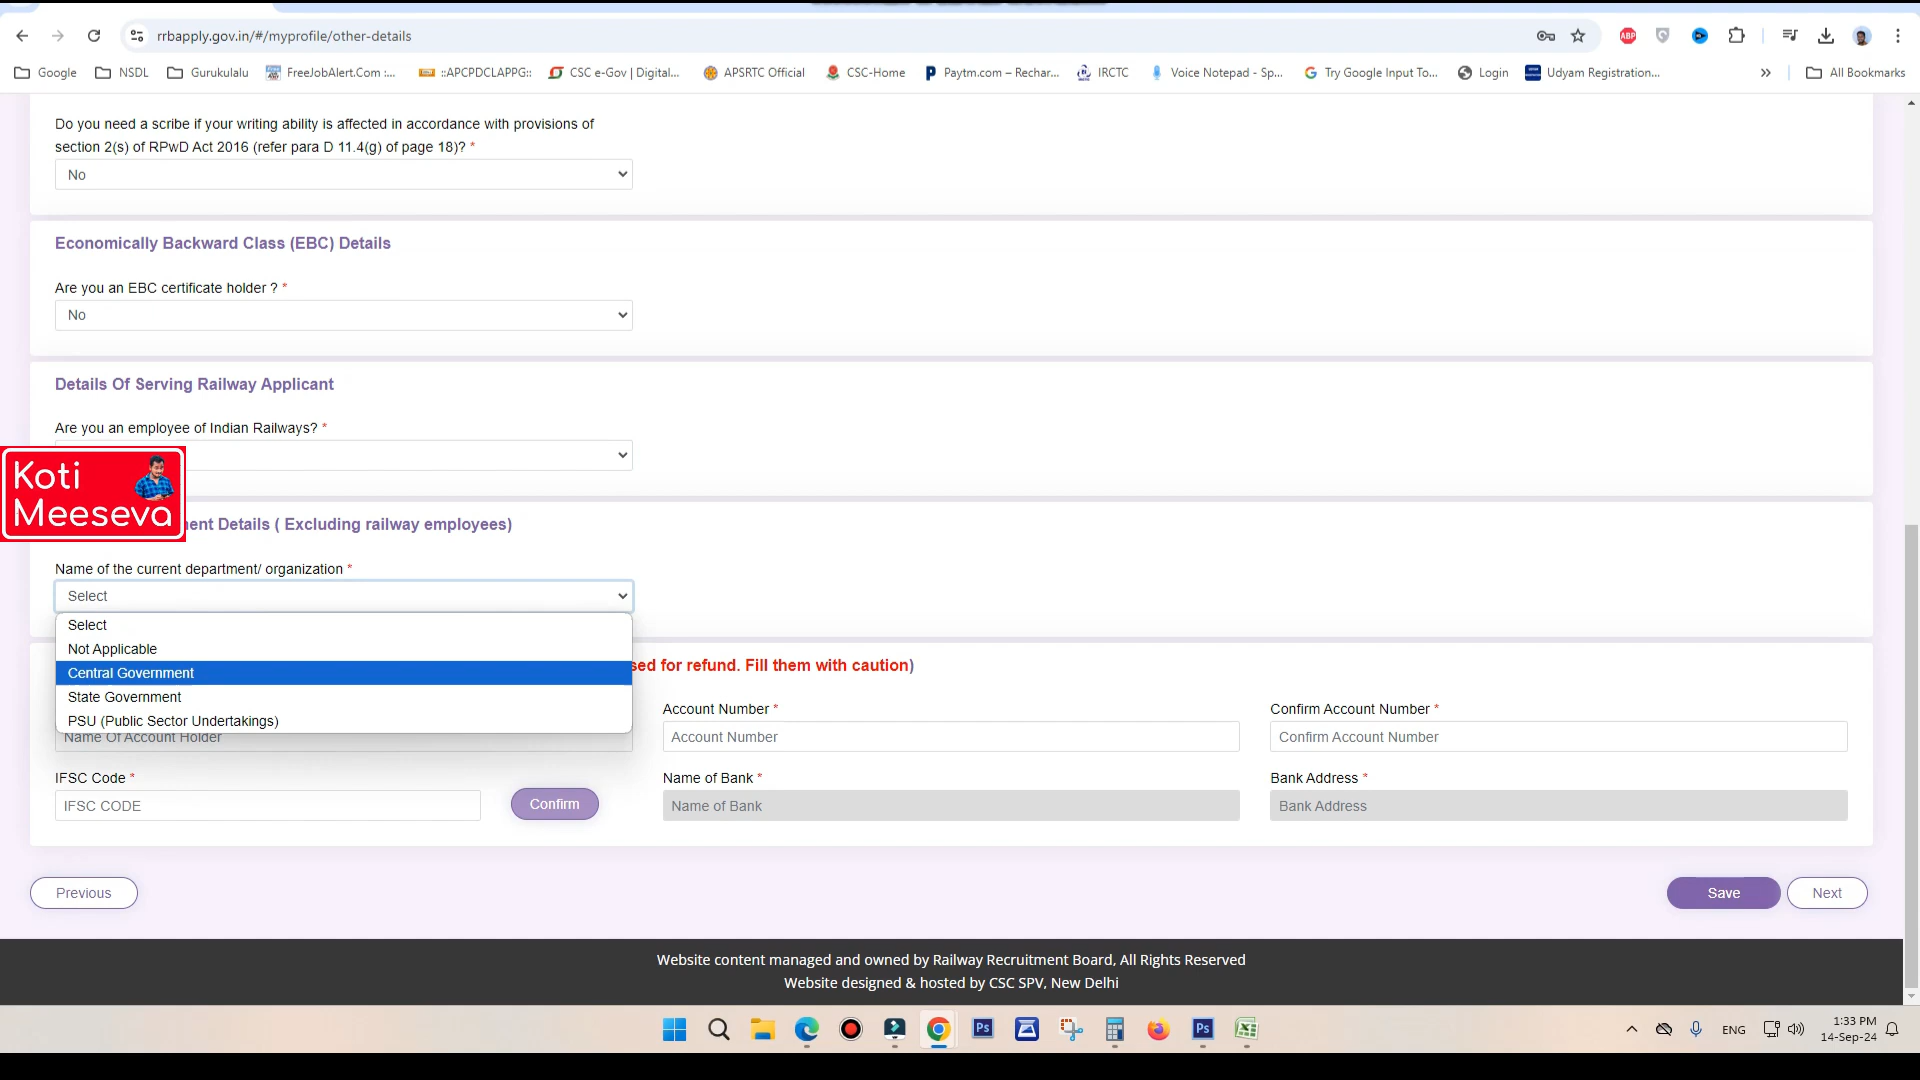 rrbapply.gov.in/#/myprofile/other-details
ABP
Google
NSDL
Gurukulalu
FreeJobAlert.Com :...
::APCPDCLAPPG::
CSC e-Gov | Digital...
APSRTC Official
CSC-Home
Paytm.com – Rechar...
IRCTC
Voice Notepad - Sp...
Try Google Input To...
Login
Udyam Registration...
All Bookmarks
Do you need a scribe if your writing ability is affected in accordance with provisions of
section 2(s) of RPwD Act 2016 (refer para D 11.4(g) of page 18)? *
No
Economically Backward Class (EBC) Details
Are you an EBC certificate holder ? *
No
Details Of Serving Railway Applicant
Are you an employee of Indian Railways? *
Koti
Meeseva
Details ( Excluding railway employees)
Name of the current department/ organization *
Select
Select
Not Applicable
Central Government
State Government
PSU (Public Sector Undertakings)
for refund. Fill them with caution)
Name Of Account Holder
Account Number *
Account Number
Confirm Account Number *
Confirm Account Number
IFSC Code *
IFSC CODE
Confirm
Name of Bank *
Name of Bank
Bank Address *
Bank Address
Previous
Save
Next
Website content managed and owned by Railway Recruitment Board, All Rights Reserved
Website designed & hosted by CSC SPV, New Delhi
Ps
Ps
ENG
1:33 PM
14-Sep-24